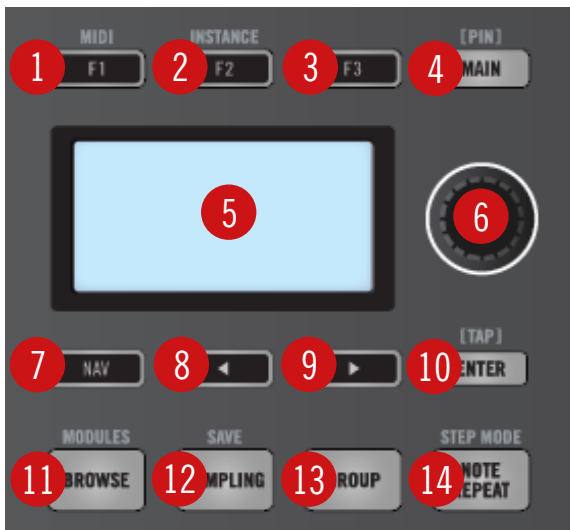 MIDI INSTANCE [PIN]
1 F1 2 F2 3 F3 4 MAIN
5 6
[TAP]
7 NAV 8 9 10 ENTER
MODULES SAVE STEP MODE
11 BROWSE 12 MPLING 13 ROUP 14 NOTE
EPEAT